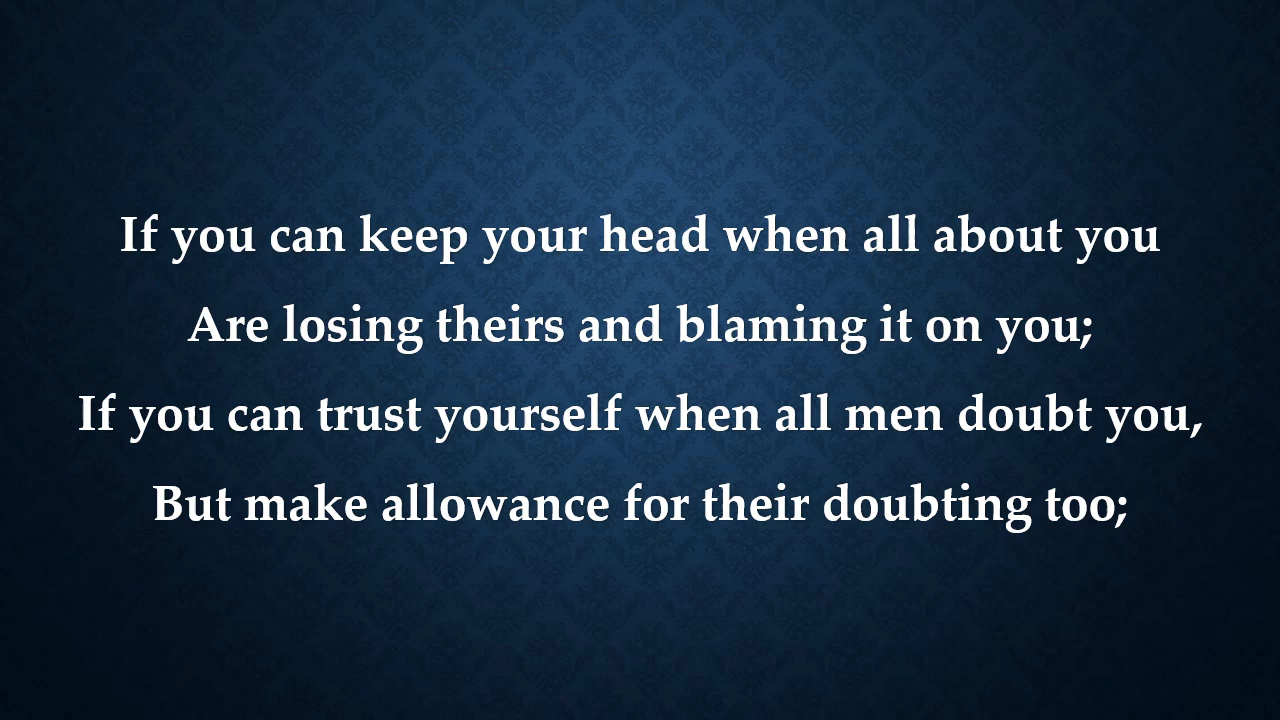 If you can keep your head when all about you
Are losing theirs and blaming it on you;
If you can trust yourself when all men doubt you,
But make allowance for their doubting too;